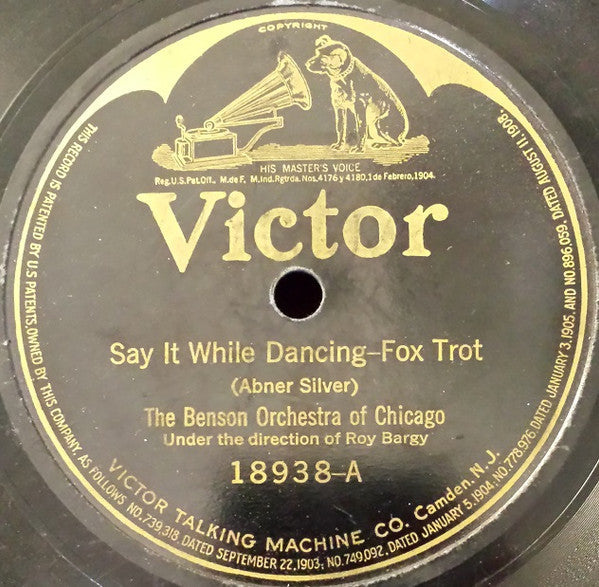 COPYRIGHT
HIS MASTER'S VOICE
Reg.U.S.Pat.Off., M.de F., M.Ind.Rgtrda.Nos.4176 y 4180,1 de Febrero,1904.
Victor
Say It While Dancing–Fox Trot
(Abner Silver)
The Benson Orchestra of Chicago
Under the direction of Roy Bargy
18938-A
VICTOR TALKING MACHINE CO. Camden. N. J.
THIS RECORD IS PATENTED BY U.S PATENTS, OWNED BY THIS COMPANY, AS FOLLOWS NO.739,318, DATED SEPTEMBER 22,1903, NO.749,092, DATED JANUARY 5,1904, NO.778,976, DATED JANUARY 3,1905, AND NO.896,059, DATED AUGUST 11,1908,